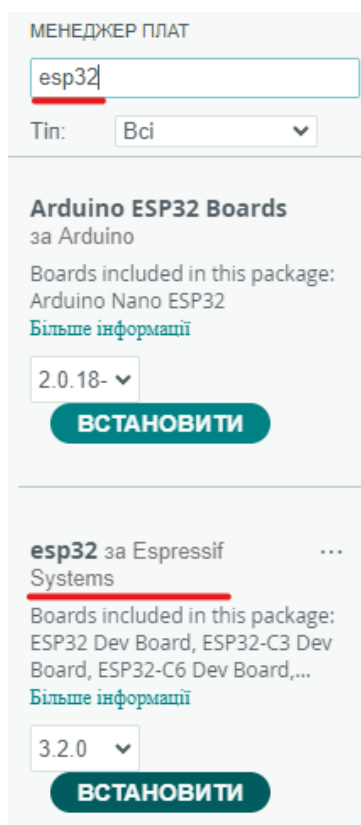 МЕНЕДЖЕР ПЛАТ
esp32
Тіп: Всі
Arduino ESP32 Boards
за Arduino
Boards included in this package:
Arduino Nano ESP32
Більше інформації
2.0.18-
ВСТАНОВИТИ
esp32 за Espressif ...
Systems
Boards included in this package:
ESP32 Dev Board, ESP32-C3 Dev
Board, ESP32-C6 Dev Board,...
Більше інформації
3.2.0
ВСТАНОВИТИ